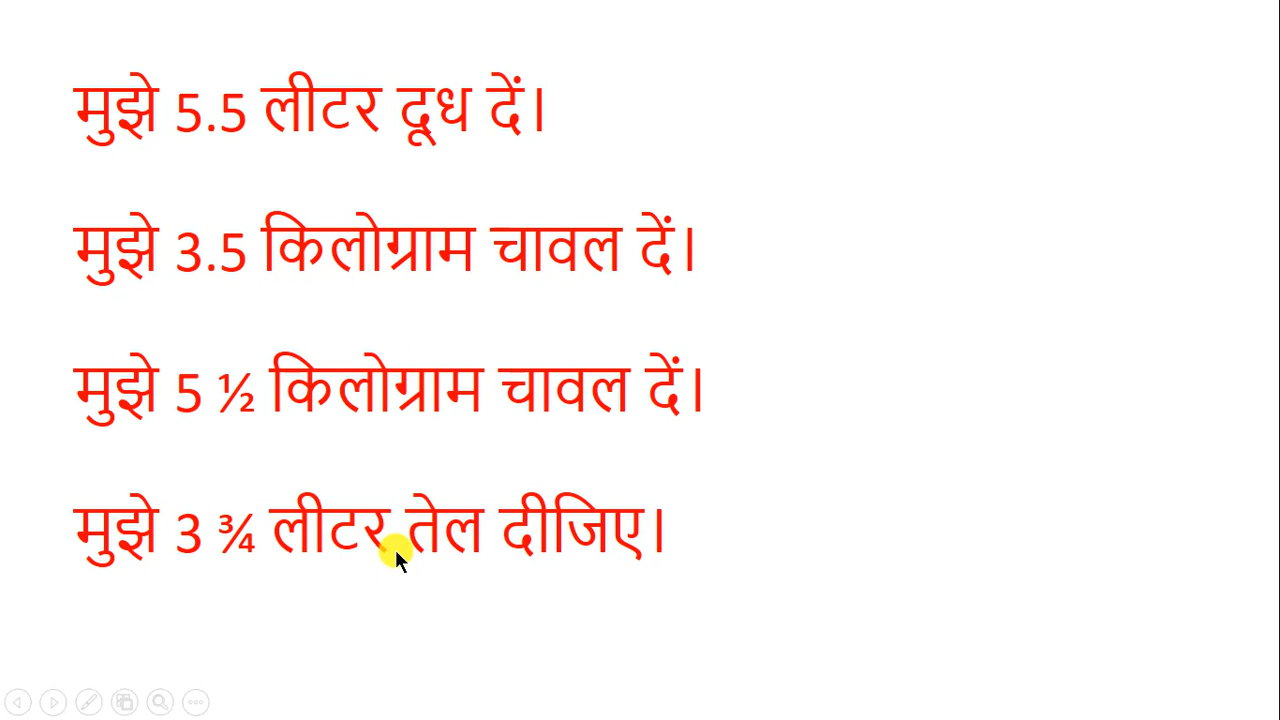 मुझे 5.5 लीटर दूध दें।
मुझे 3.5 किलोग्राम चावल दें।
मुझे 5 ½ किलोग्राम चावल दें।
मुझे 3 ¾ लीटर तेल दीजिए।